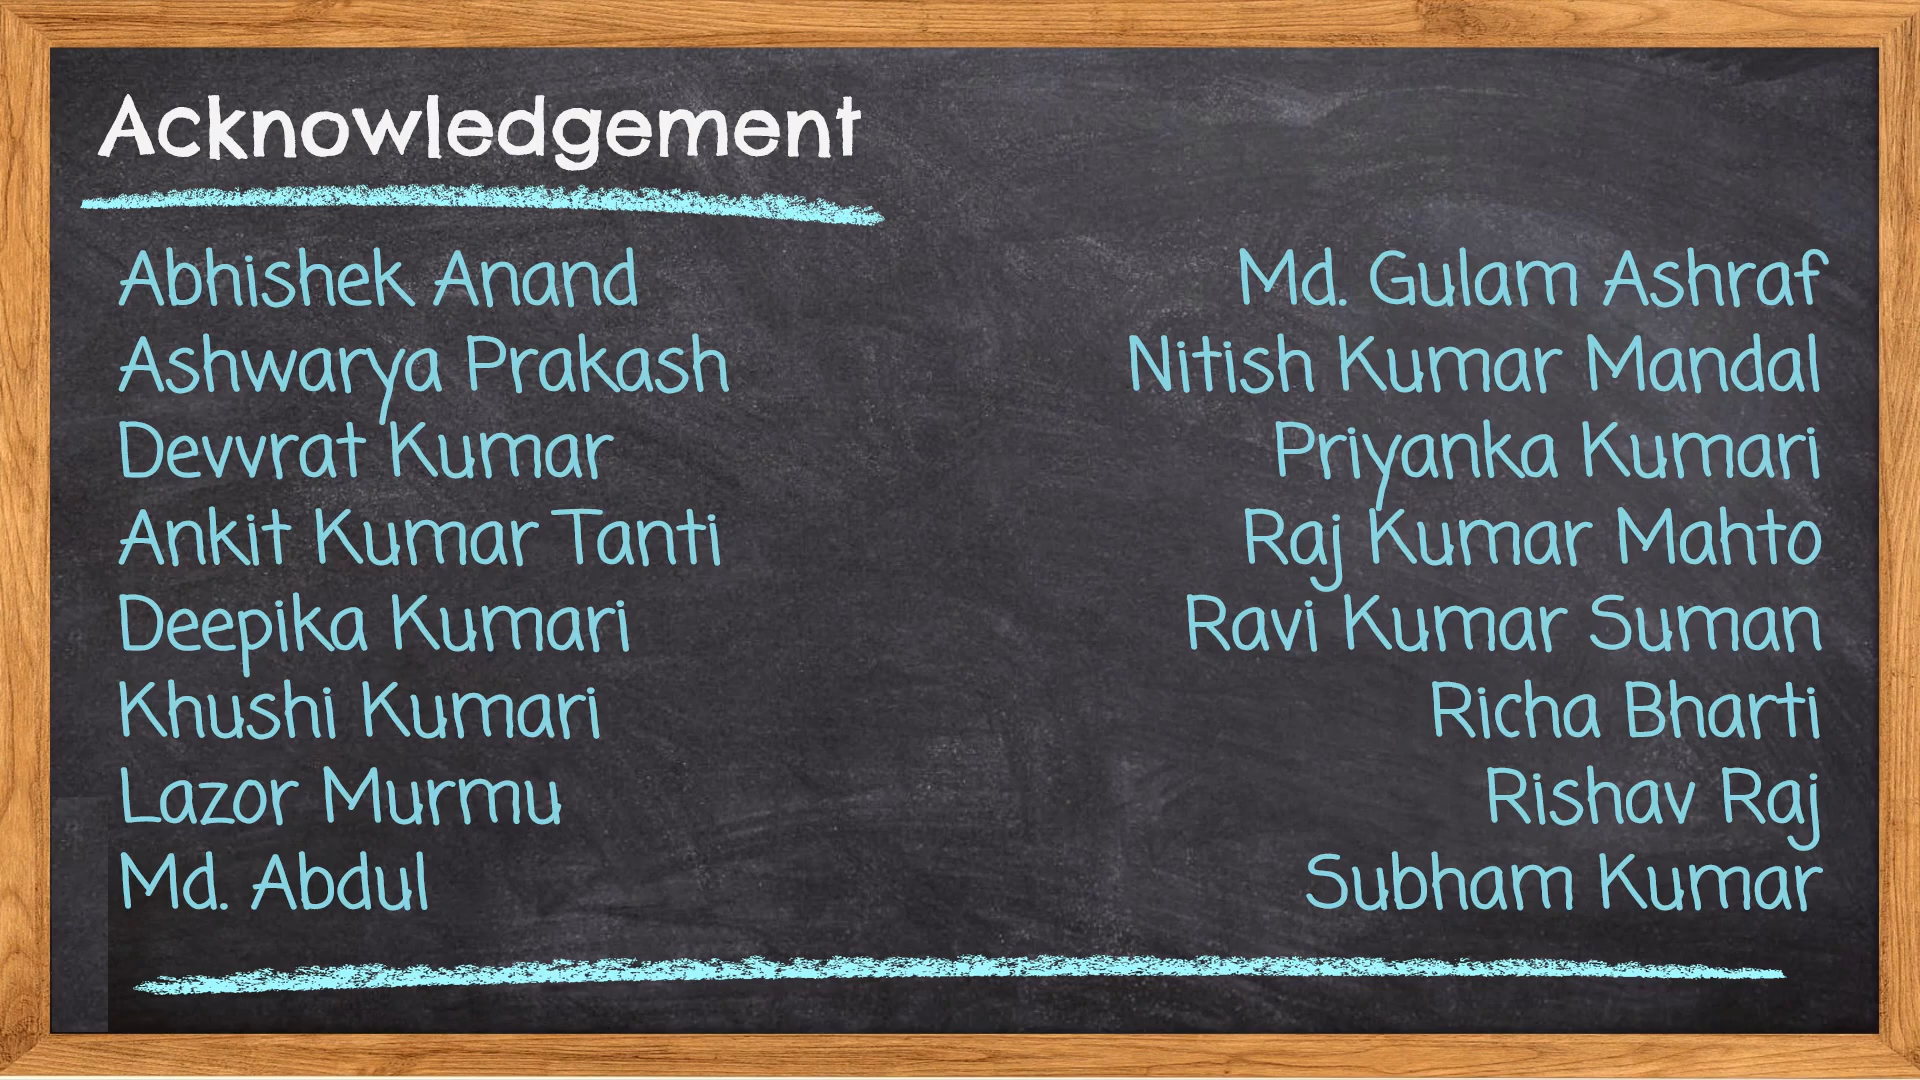 Acknowledgement
Abhishek Anand
Ashwarya Prakash
Devvrat Kumar
Ankit Kumar Tanti
Deepika Kumari
Khushi Kumari
Lazor Murmu
Md. Abdul
Md. Gulam Ashraf
Nitish Kumar Mandal
Priyanka Kumari
Raj Kumar Mahto
Ravi Kumar Suman
Richa Bharti
Rishav Raj
Subham Kumar